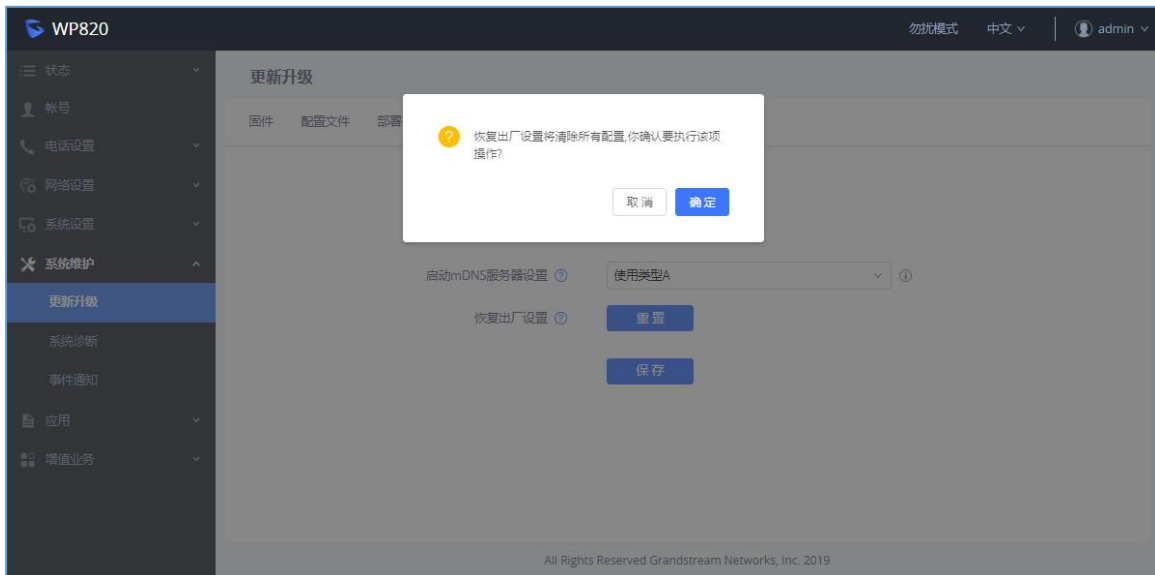 WP820
勿扰模式 中文 admin
状态
帐号
电话设置
网络设置
系统设置
系统维护
更新升级
系统诊断
事件通知
应用
增值业务
更新升级
固件 配置文件 部署
恢复出厂设置将清除所有配置,你确认要执行该项
操作?
取消 确定
启动mDNS服务器设置 使用类型A
恢复出厂设置 重置
保存
All Rights Reserved Grandstream Networks, Inc. 2019